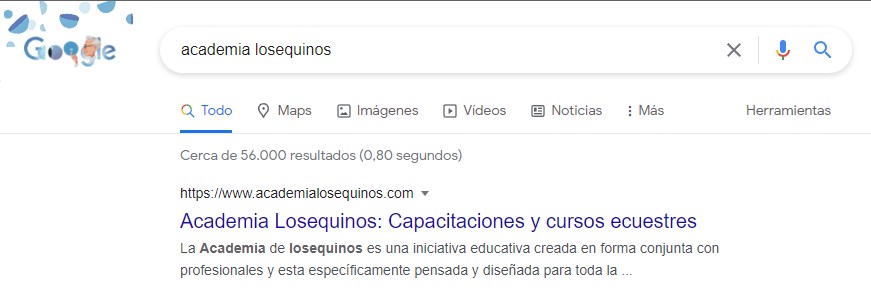 Google
academia losequinos
Todo Maps Imágenes Vídeos Noticias Más Herramientas
Cerca de 56.000 resultados (0,80 segundos)
https://www.academialosequinos.com
Academia Losequinos: Capacitaciones y cursos ecuestres
La Academia de losequinos es una iniciativa educativa creada en forma conjunta con
profesionales y esta específicamente pensada y diseñada para toda la ...